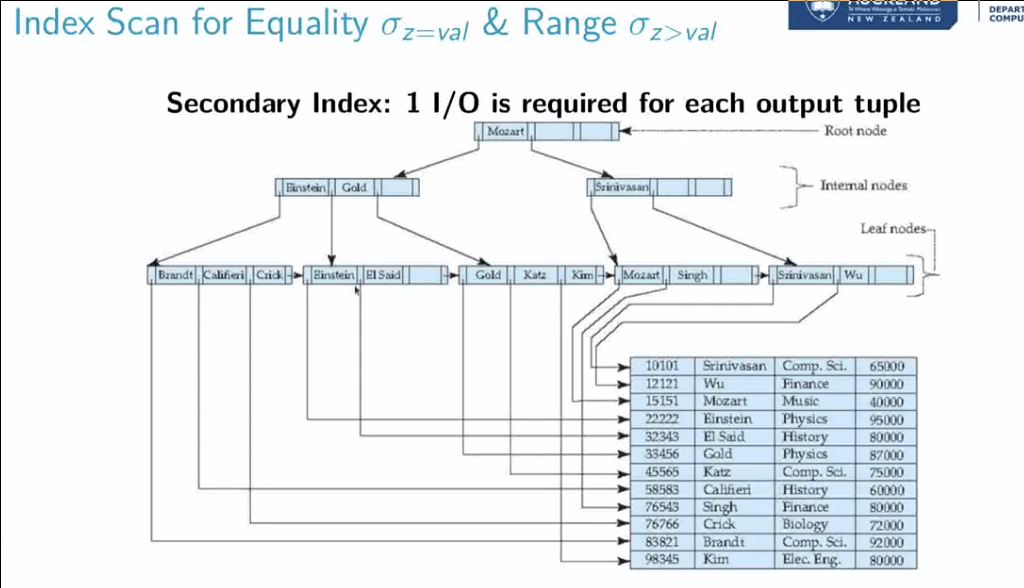 Index Scan for Equality σz=val & Range σz>val
AUCKLAND
NEW ZEALAND
DEPART
COMPU
Secondary Index: 1 I/O is required for each output tuple
Mozart
Root node
Einstein Gold
Srinivasan
Internal nodes
Leaf nodes
Brandt Califieri Crick Einstein El Said Gold Katz Kim Mozart Singh Srinivasan Wu
10101 Srinivasan Comp. Sci. 65000
12121 Wu Finance 90000
15151 Mozart Music 40000
22222 Einstein Physics 95000
32343 El Said History 80000
33456 Gold Physics 87000
45565 Katz Comp. Sci. 75000
58583 Califieri History 60000
76543 Singh Finance 80000
76766 Crick Biology 72000
83821 Brandt Comp. Sci. 92000
98345 Kim Elec. Eng. 80000